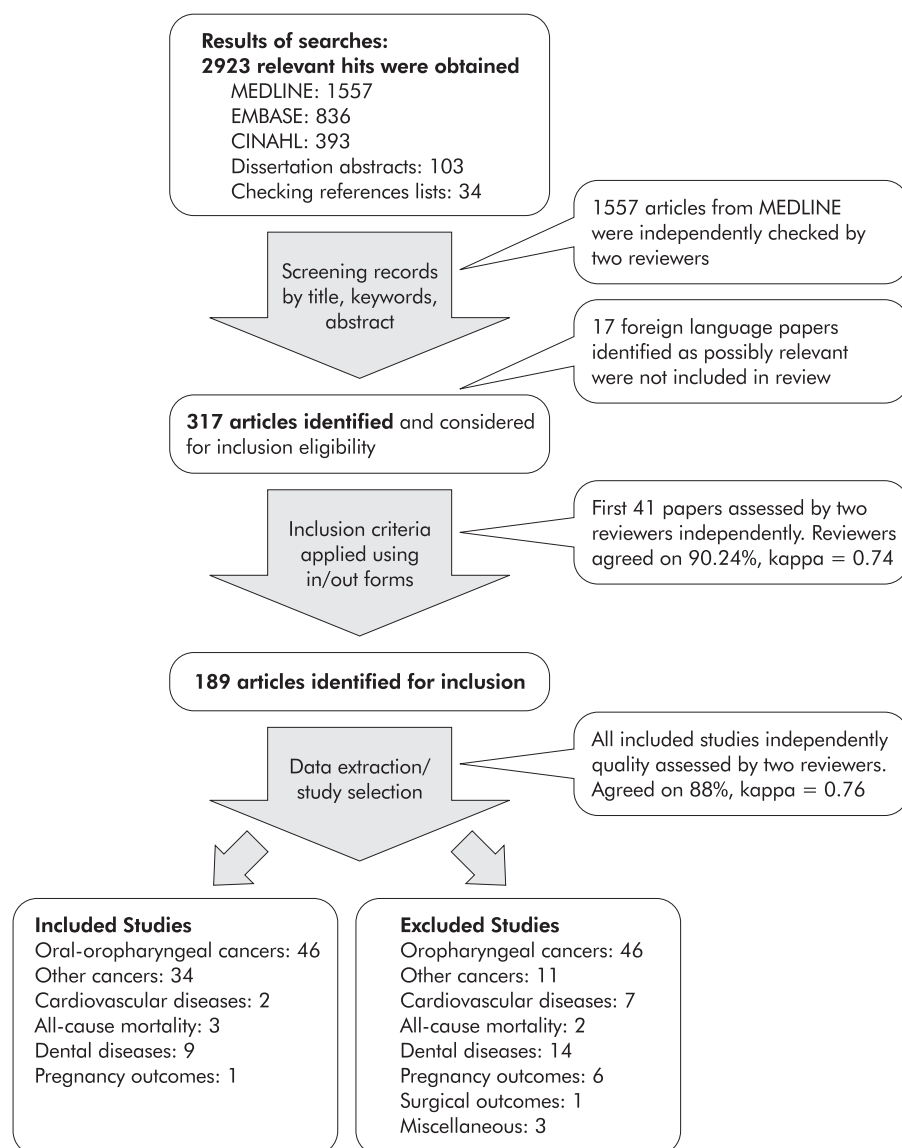 Results of searches:
2923 relevant hits were obtained
MEDLINE: 1557
EMBASE: 836
CINAHL: 393
Dissertation abstracts: 103
Checking references lists: 34
1557 articles from MEDLINE
were independently checked by
two reviewers
Screening records
by title, keywords,
abstract
17 foreign language papers
identified as possibly relevant
were not included in review
317 articles identified and considered
for inclusion eligibility
First 41 papers assessed by two
reviewers independently. Reviewers
agreed on 90.24%, kappa = 0.74
Inclusion criteria
applied using
in/out forms
189 articles identified for inclusion
All included studies independently
quality assessed by two reviewers.
Agreed on 88%, kappa = 0.76
Data extraction/
study selection
Included Studies
Oral-oropharyngeal cancers: 46
Other cancers: 34
Cardiovascular diseases: 2
All-cause mortality: 3
Dental diseases: 9
Pregnancy outcomes: 1
Excluded Studies
Oropharyngeal cancers: 46
Other cancers: 11
Cardiovascular diseases: 7
All-cause mortality: 2
Dental diseases: 14
Pregnancy outcomes: 6
Surgical outcomes: 1
Miscellaneous: 3